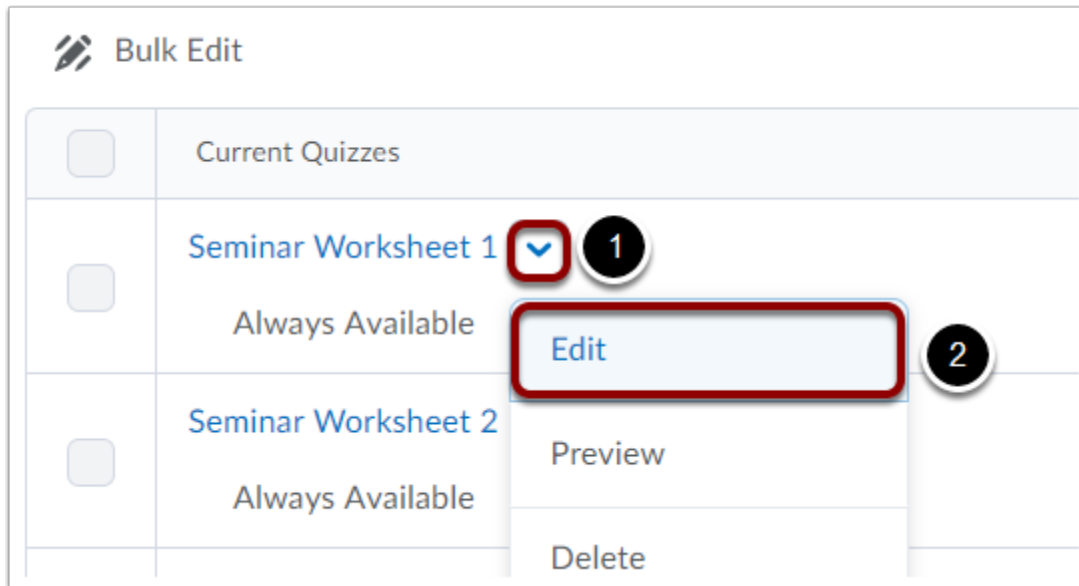 Bulk Edit
Current Quizzes
Seminar Worksheet 1
1
Always Available
Edit
2
Seminar Worksheet 2
Preview
Always Available
Delete